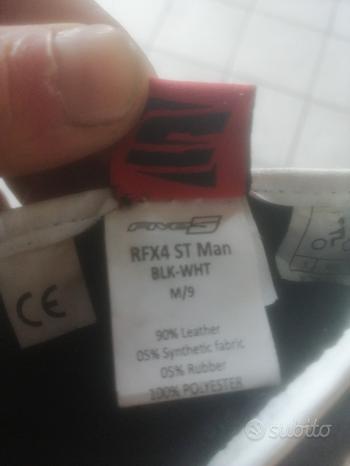 FIVE
RFX4 ST Man
BLK-WHT
M/9
90% Leather
05% Synthetic fabric
05% Rubber
100% POLYESTER
CE
subito